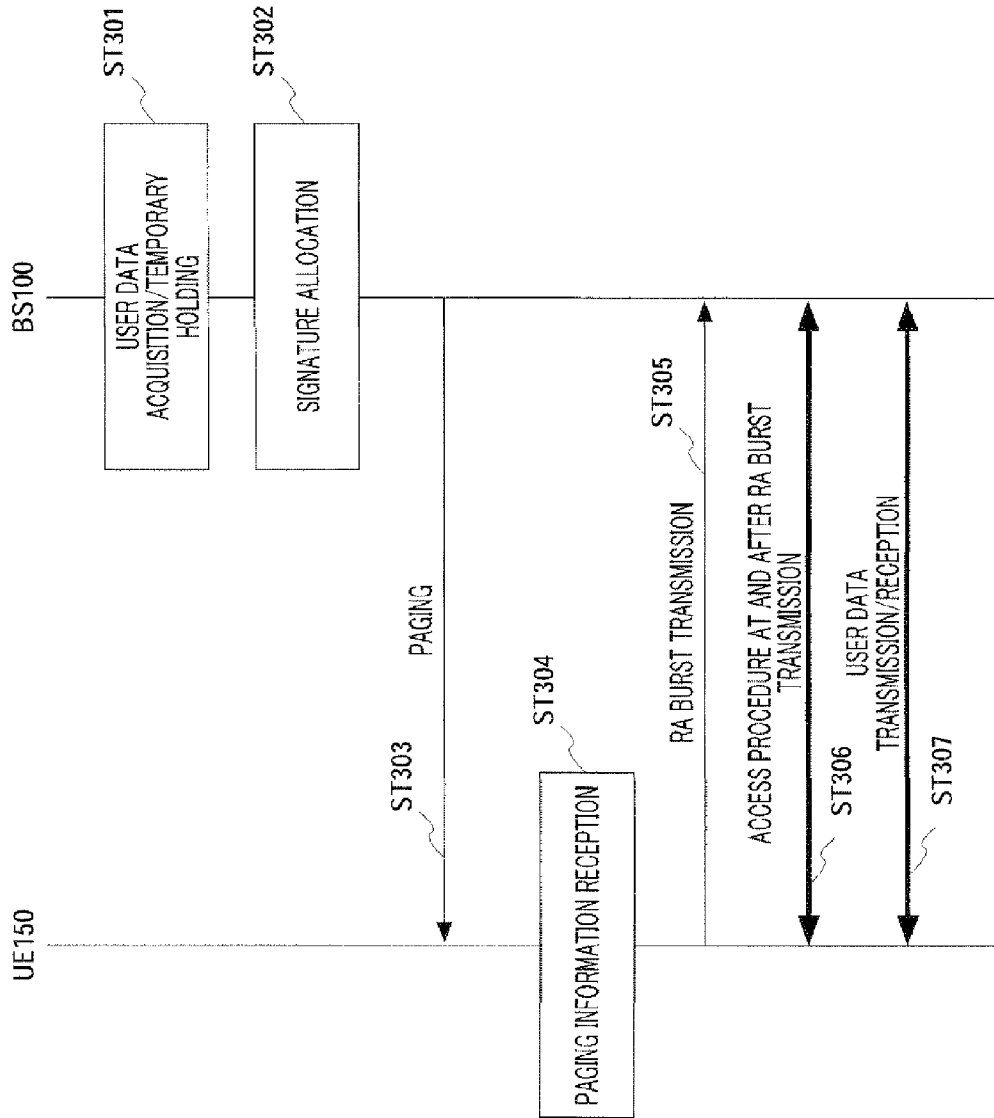 UE150
BS100
USER DATA
ACQUISITION/TEMPORARY
HOLDING
ST301
SIGNATURE ALLOCATION
ST302
PAGING
ST303
PAGING INFORMATION RECEPTION
ST304
RA BURST TRANSMISSION
ST305
ACCESS PROCEDURE AT AND AFTER RA BURST
TRANSMISSION
ST306
USER DATA
TRANSMISSION/RECEPTION
ST307